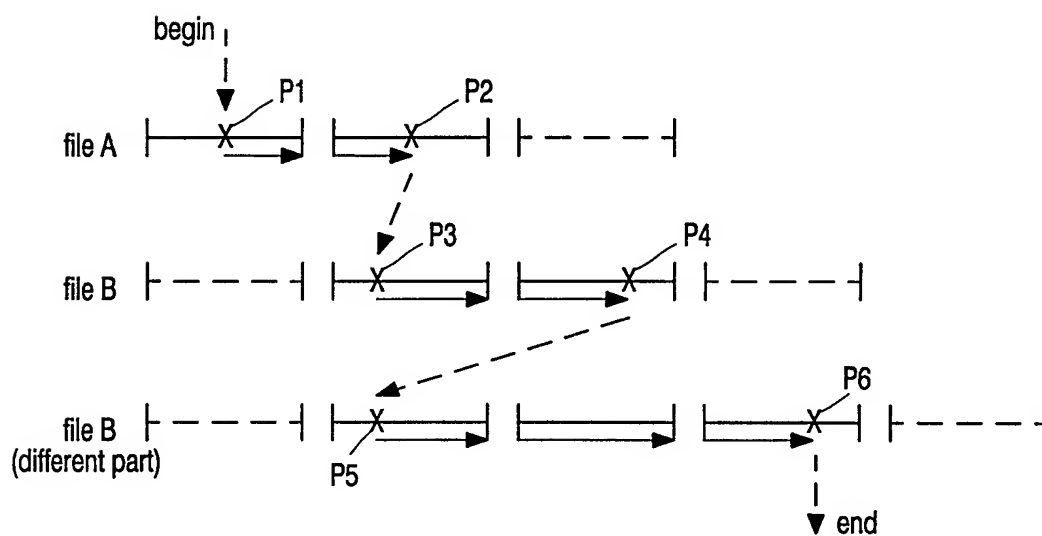 begin
P1
P2
file A
P3
P4
file B
P6
file B
(different part)
P5
end